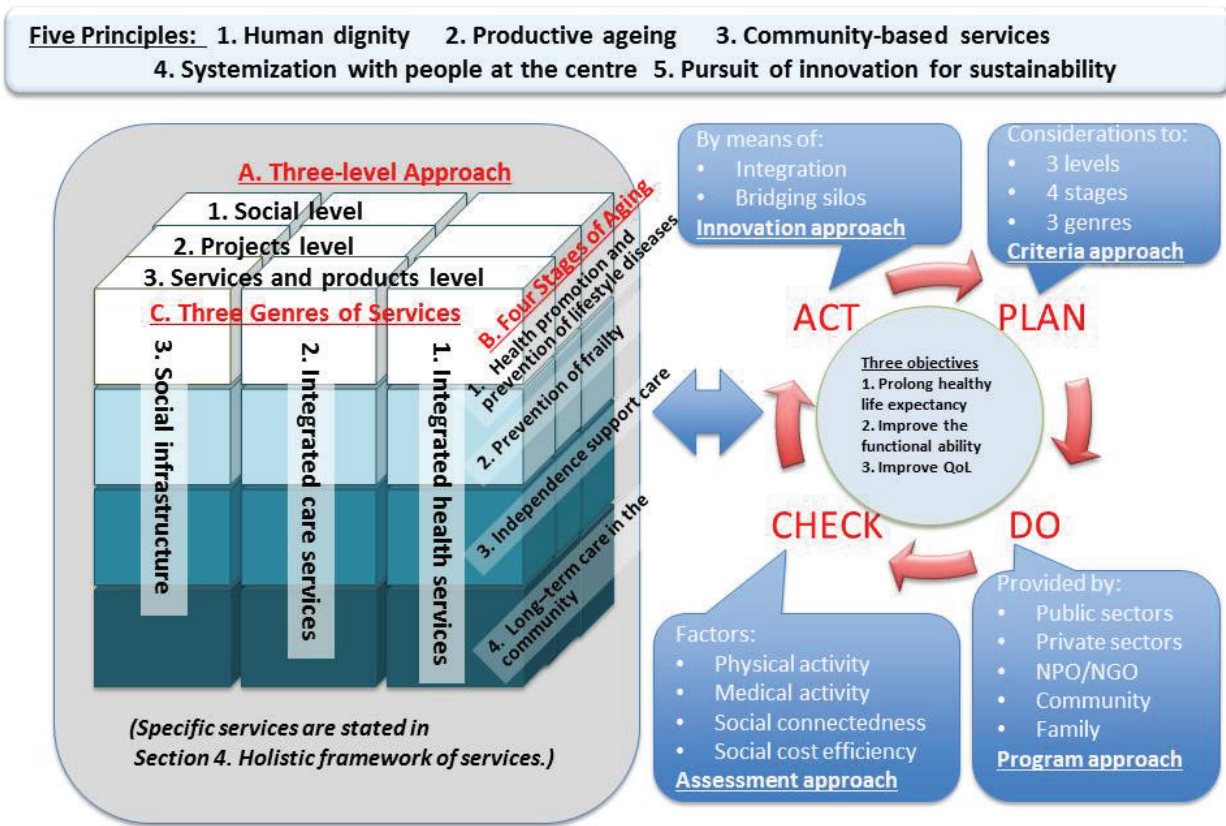 Five Principles: 1. Human dignity 2. Productive ageing 3. Community-based services
4. Systemization with people at the centre 5. Pursuit of innovation for sustainability
A. Three-level Approach
1. Social level
2. Projects level
3. Services and products level
C. Three Genres of Services
3. Social infrastructure
2. Integrated care services
1. Integrated health services
B. Four Stages of Aging
1. Health promotion and
prevention of lifestyle diseases
2. Prevention of frailty
3. Independence support care
4. Long-term care in the
community
(Specific services are stated in
Section 4. Holistic framework of services.)
By means of:
• Integration
• Bridging silos
Innovation approach
Considerations to:
• 3 levels
• 4 stages
• 3 genres
Criteria approach
ACT
PLAN
Three objectives
1. Prolong healthy
life expectancy
2. Improve the
functional ability
3. Improve QoL
CHECK
DO
Factors:
• Physical activity
• Medical activity
• Social connectedness
• Social cost efficiency
Assessment approach
Provided by:
• Public sectors
• Private sectors
• NPO/NGO
• Community
• Family
Program approach